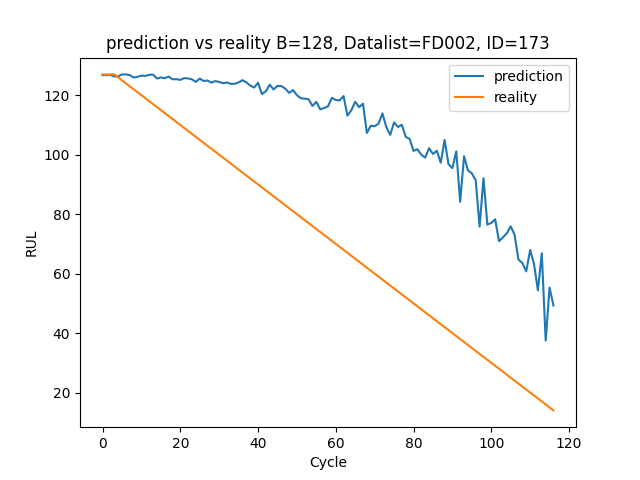 prediction vs reality B=128, Datalist=FD002, ID=173
prediction
reality
RUL
120
100
80
60
40
20
0 20 40 60 80 100 120
Cycle